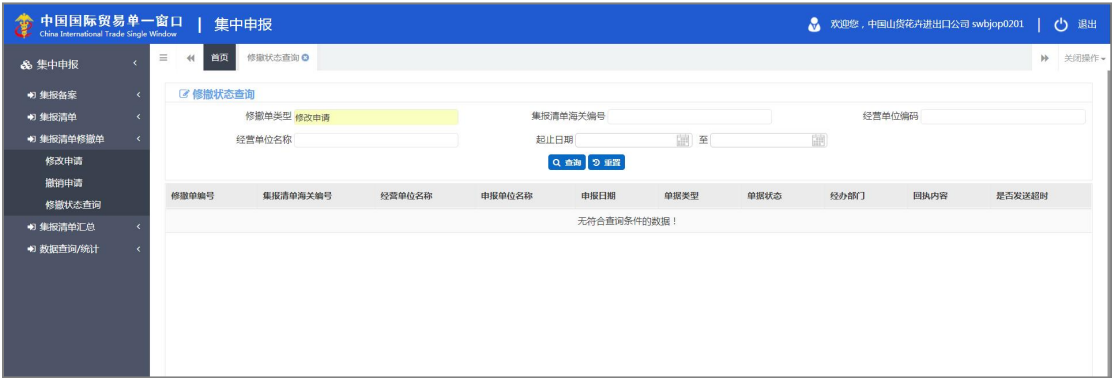 中国国际贸易单一窗口 | 集中申报 欢迎您，中国山货花卉进出口公司 swbjop0201 | 退出
China International Trade Single Window
集中申报
首页 修撤状态查询 关闭操作
集报备案
集报清单
集报清单修撤单
修改申请
撤销申请
修撤状态查询
集报清单汇总
数据查询/统计
修撤状态查询
修撤单类型 修改申请 集报清单海关编号 经营单位编码
经营单位名称 起止日期 至
查询 重置
修撤单编号 集报清单海关编号 经营单位名称 申报单位名称 申报日期 单据类型 单据状态 经办部门 回执内容 是否发送超时
无符合查询条件的数据！